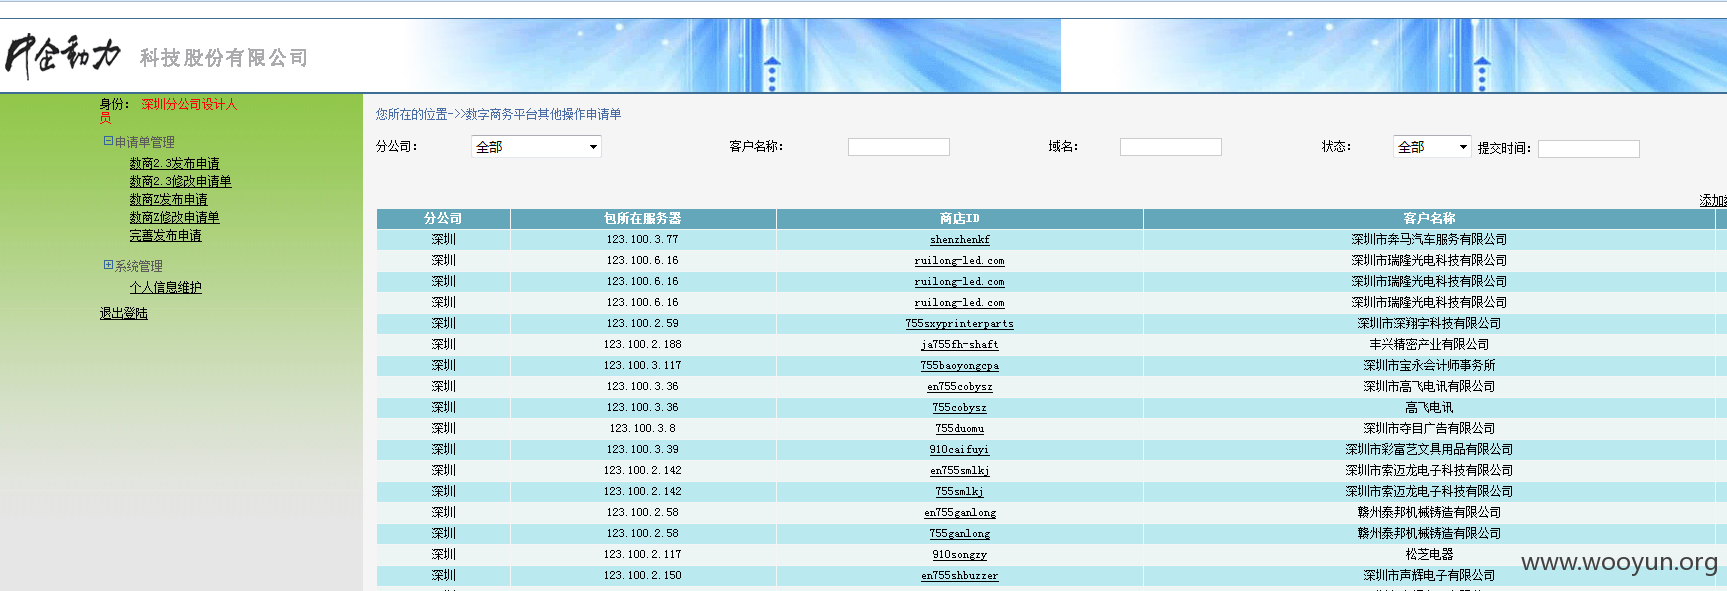 中企动力 科技股份有限公司
身份: 深圳分公司设计人员
申请单管理
数商2.3发布申请
数商2.3修改申请单
数商Z发布申请
数商Z修改申请单
完善发布申请
系统管理
个人信息维护
退出登陆
您所在的位置->>数字商务平台其他操作申请单
分公司: 全部 客户名称: 域名: 状态: 全部 提交时间:
添加
分公司 包所在服务器 商店ID 客户名称
深圳 123.100.3.77 shenzhenkf 深圳市奔马汽车服务有限公司
深圳 123.100.6.16 ruilong-led.com 深圳市瑞隆光电科技有限公司
深圳 123.100.6.16 ruilong-led.com 深圳市瑞隆光电科技有限公司
深圳 123.100.6.16 ruilong-led.com 深圳市瑞隆光电科技有限公司
深圳 123.100.2.59 755sxyprinterparts 深圳市深翔宇科技有限公司
深圳 123.100.2.188 ja755fh-shaft 丰兴精密产业有限公司
深圳 123.100.3.117 755baoyongcpa 深圳市宝永会计师事务所
深圳 123.100.3.36 en755cobysz 深圳市高飞电讯有限公司
深圳 123.100.3.36 755cobysz 高飞电讯
深圳 123.100.3.8 755duomu 深圳市夺目广告有限公司
深圳 123.100.3.39 910caifuyi 深圳市彩富艺文具用品有限公司
深圳 123.100.2.142 en755smlkj 深圳市索迈龙电子科技有限公司
深圳 123.100.2.142 755smlkj 深圳市索迈龙电子科技有限公司
深圳 123.100.2.58 en755ganlong 赣州泰邦机械铸造有限公司
深圳 123.100.2.58 755ganlong 赣州泰邦机械铸造有限公司
深圳 123.100.2.117 910songzy 松芝电器
深圳 123.100.2.150 en755shbuzzer 深圳市声辉电子有限公司
www.wooyun.org